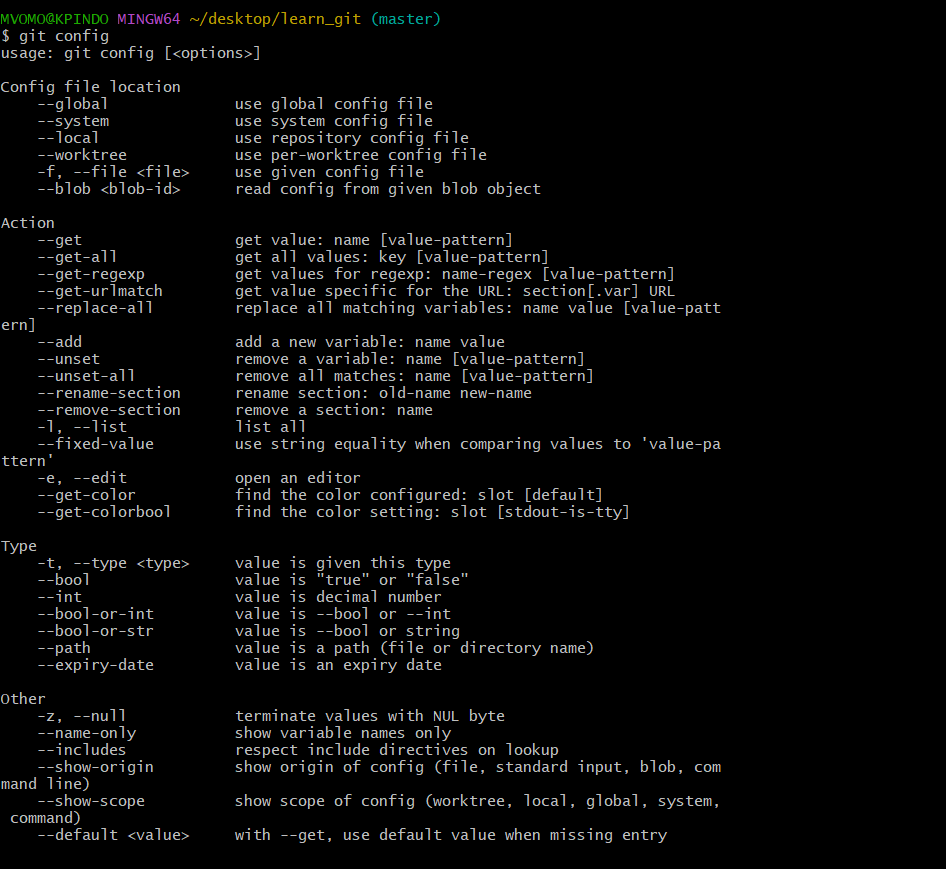 MVOMO@KPINDO MINGW64 ~/desktop/learn_git (master)
$ git config
usage: git config [<options>]

Config file location
    --global              use global config file
    --system              use system config file
    --local               use repository config file
    --worktree            use per-worktree config file
    -f, --file <file>     use given config file
    --blob <blob-id>      read config from given blob object

Action
    --get                 get value: name [value-pattern]
    --get-all             get all values: key [value-pattern]
    --get-regexp          get values for regexp: name-regex [value-pattern]
    --get-urlmatch        get value specific for the URL: section[.var] URL
    --replace-all         replace all matching variables: name value [value-patt
ern]
    --add                 add a new variable: name value
    --unset               remove a variable: name [value-pattern]
    --unset-all           remove all matches: name [value-pattern]
    --rename-section      rename section: old-name new-name
    --remove-section      remove a section: name
    -l, --list            list all
    --fixed-value         use string equality when comparing values to 'value-pa
ttern'
    -e, --edit            open an editor
    --get-color           find the color configured: slot [default]
    --get-colorbool       find the color setting: slot [stdout-is-tty]

Type
    -t, --type <type>     value is given this type
    --bool                value is "true" or "false"
    --int                 value is decimal number
    --bool-or-int         value is --bool or --int
    --bool-or-str         value is --bool or string
    --path                value is a path (file or directory name)
    --expiry-date         value is an expiry date

Other
    -z, --null            terminate values with NUL byte
    --name-only           show variable names only
    --includes            respect include directives on lookup
    --show-origin         show origin of config (file, standard input, blob, com
mand line)
    --show-scope          show scope of config (worktree, local, global, system,
 command)
    --default <value>     with --get, use default value when missing entry